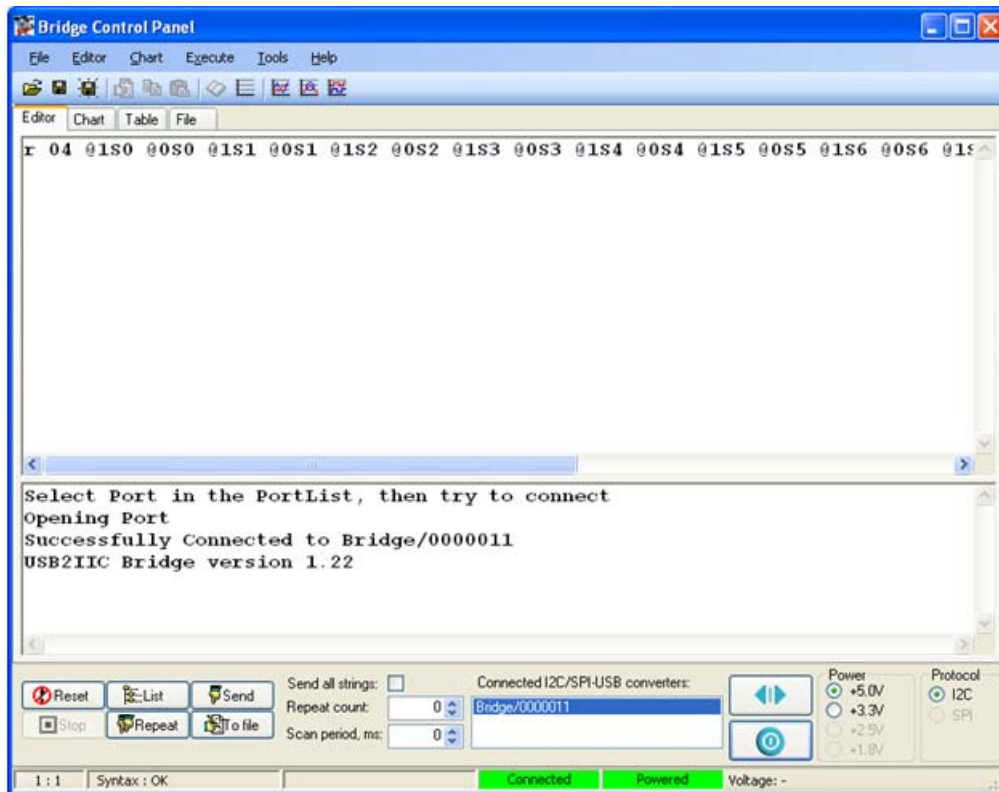 Bridge Control Panel
File Editor Chart Execute Tools Help
Editor Chart Table File
r 04 @1S0 @0S0 @1S1 @0S1 @1S2 @0S2 @1S3 @0S3 @1S4 @0S4 @1S5 @0S5 @1S6 @0S6 @1S
Select Port in the PortList, then try to connect
Opening Port
Successfully Connected to Bridge/0000011
USB2IIC Bridge version 1.22
Reset List Send
Stop Repeat To file
Send all strings:
Repeat count: 0
Scan period, ms: 0
Connected I2C/SPI-USB converters:
Bridge/0000011
Power
+5.0V
+3.3V
+2.5V
+1.8V
Protocol
I2C
SPI
1 : 1 Syntax : OK Connected Powered Voltage: -